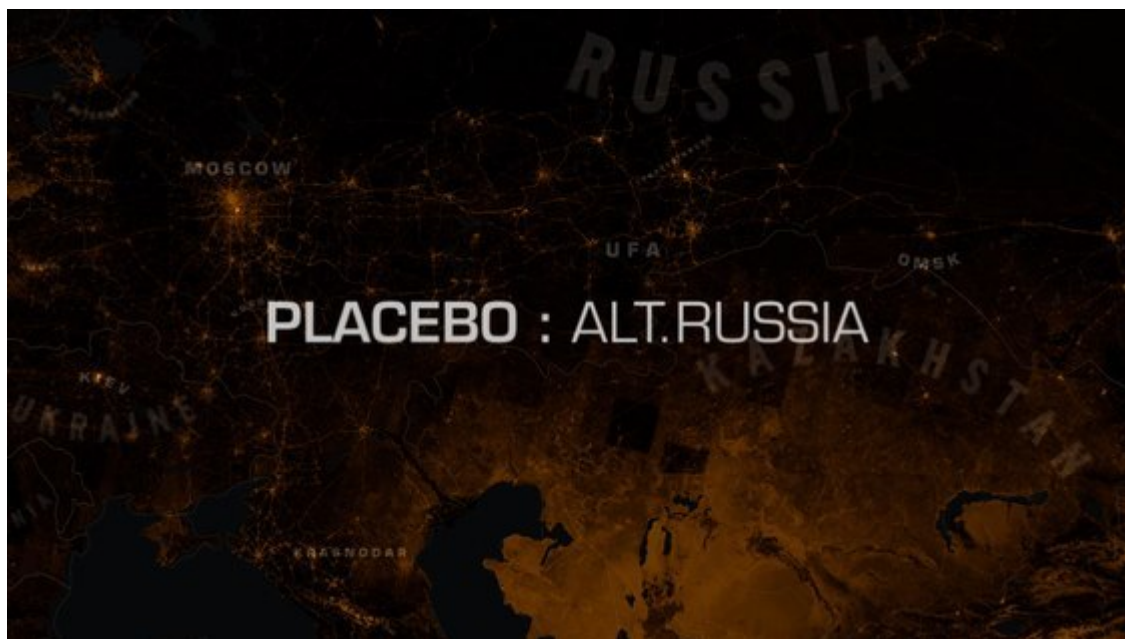 RUSSIA
MOSCOW
UFA
OMSK
PLACEBO : ALT.RUSSIA
KAZAKHSTAN
KIEV
UKRAINE
KRASNODAR